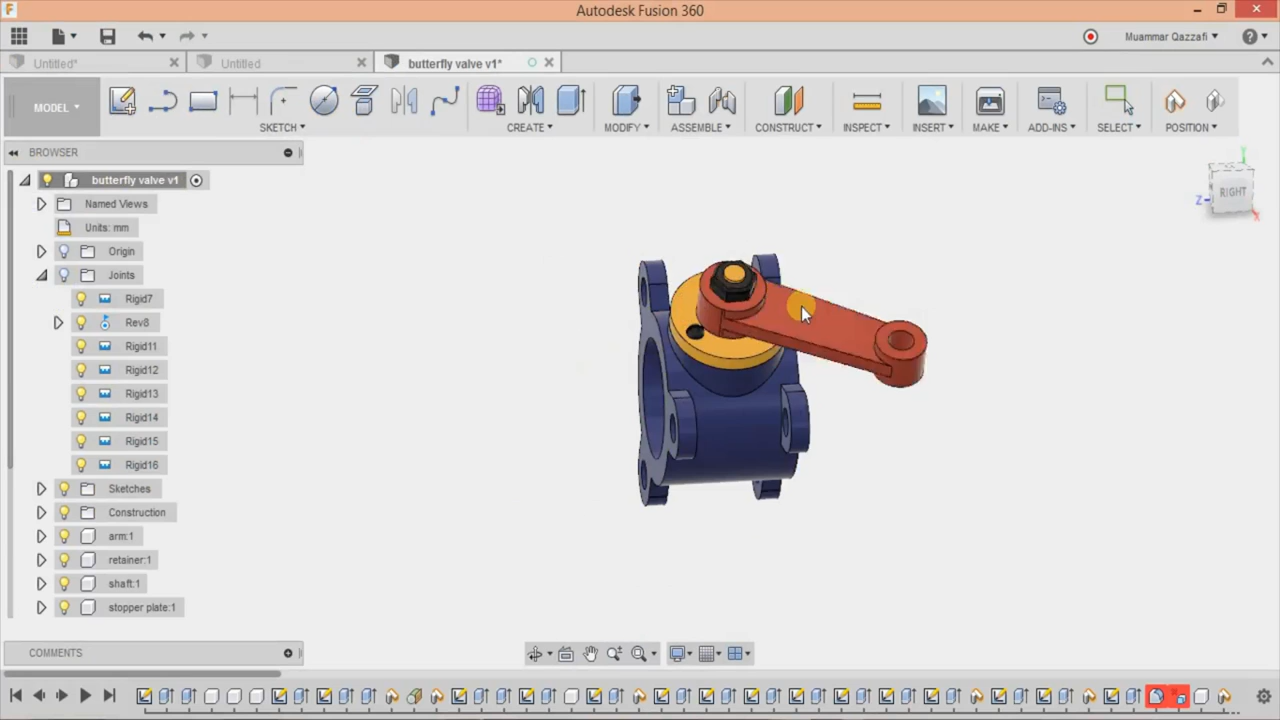 Autodesk Fusion 360
Muammar Qazzafi
Untitled*
Untitled
butterfly valve v1*
MODEL
SKETCH
CREATE
MODIFY
ASSEMBLE
CONSTRUCT
INSPECT
INSERT
MAKE
ADD-INS
SELECT
POSITION
BROWSER
butterfly valve v1
Named Views
Units: mm
Origin
Joints
Rigid7
Rev8
Rigid11
Rigid12
Rigid13
Rigid14
Rigid15
Rigid16
Sketches
Construction
arm:1
retainer:1
shaft:1
stopper plate:1
COMMENTS
Y
RIGHT
Z
X